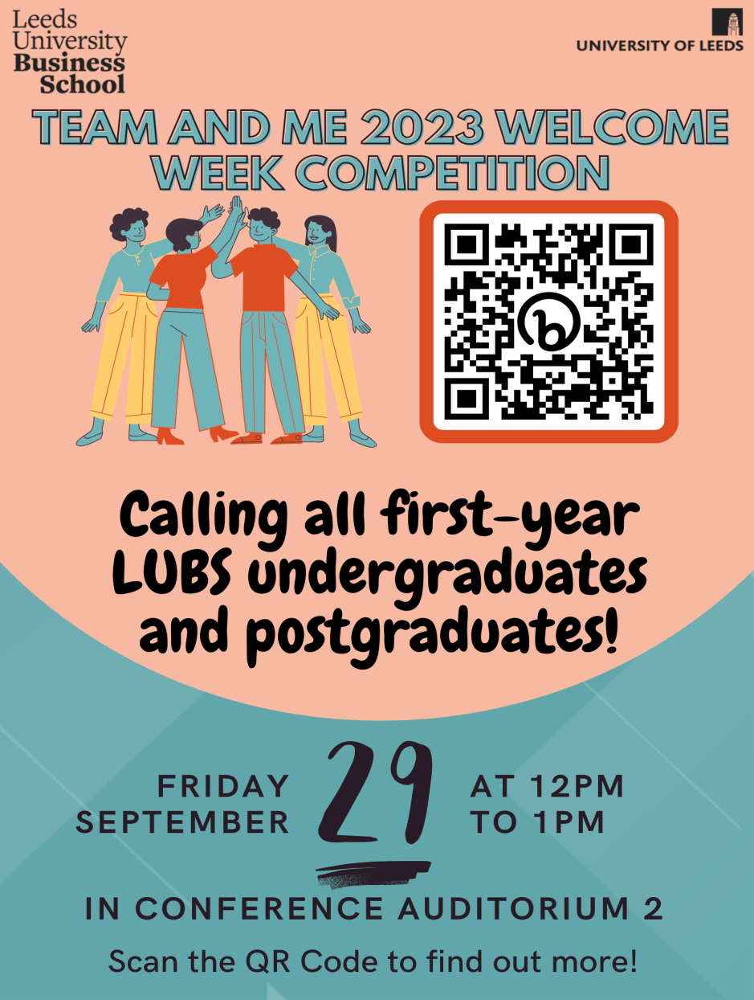 Leeds
University
Business
School
UNIVERSITY OF LEEDS
TEAM AND ME 2023 WELCOME
WEEK COMPETITION
b
Calling all first-year
LUBS undergraduates
and postgraduates!
FRIDAY
SEPTEMBER
29
AT 12PM
TO 1PM
IN CONFERENCE AUDITORIUM 2
Scan the QR Code to find out more!